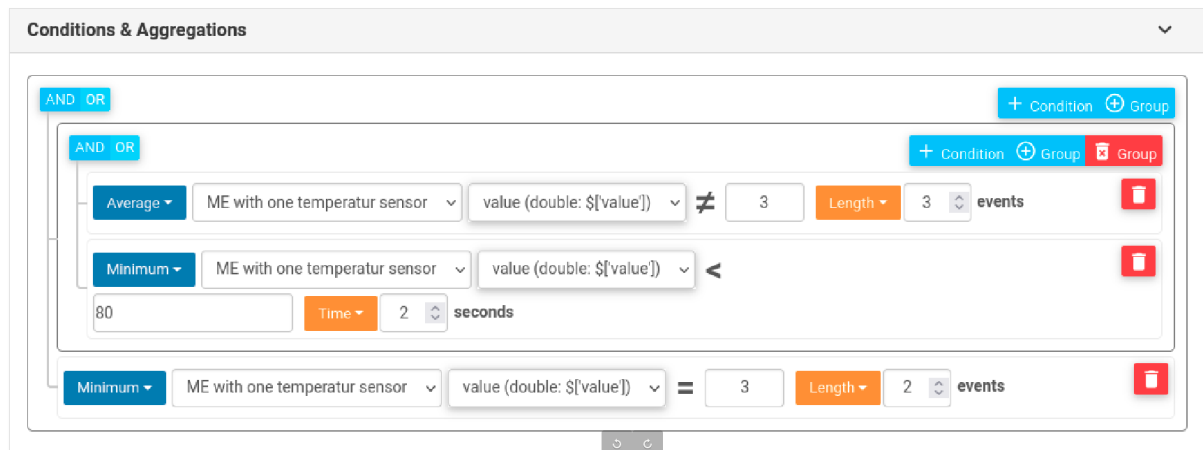 Conditions & Aggregations
AND OR + Condition Group
AND OR + Condition Group Group
Average ME with one temperatur sensor value (double: $['value']) ≠ 3 Length 3 events
Minimum ME with one temperatur sensor value (double: $['value']) <
80 Time 2 seconds
Minimum ME with one temperatur sensor value (double: $['value']) = 3 Length 2 events